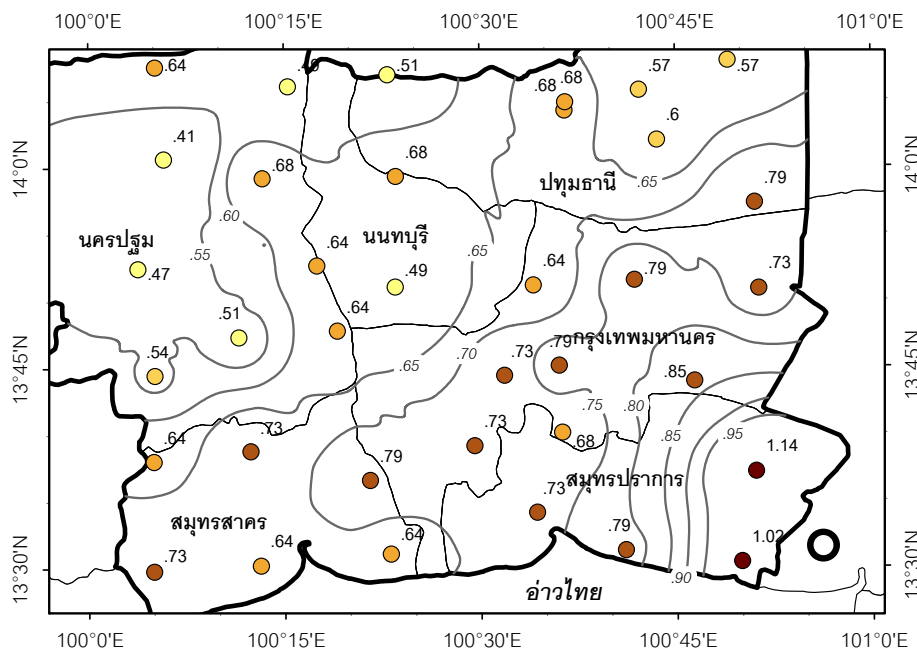 100°0'E 100°15'E 100°30'E 100°45'E 101°0'E
.64 .51 .68 .68 .57 .57
.6
.41
14°0'N 14°0'N
.68 .68
ปทุมธานี .65
.79
.60
นครปฐม นนทบุรี
.55 .65
.64 .64 .79 .73
.47 .49
.51 .64
.79 กรุงเทพมหานคร
.54 .65 .70 .73 .85
13°45'N 13°45'N
.75 .80
.73 .73 .68 .85 .95
.64 1.14
.79 สมุทรปราการ
สมุทรสาคร .73
.79 1.02
.64 .64
.73 .90
13°30'N 13°30'N
อ่าวไทย
100°0'E 100°15'E 100°30'E 100°45'E 101°0'E